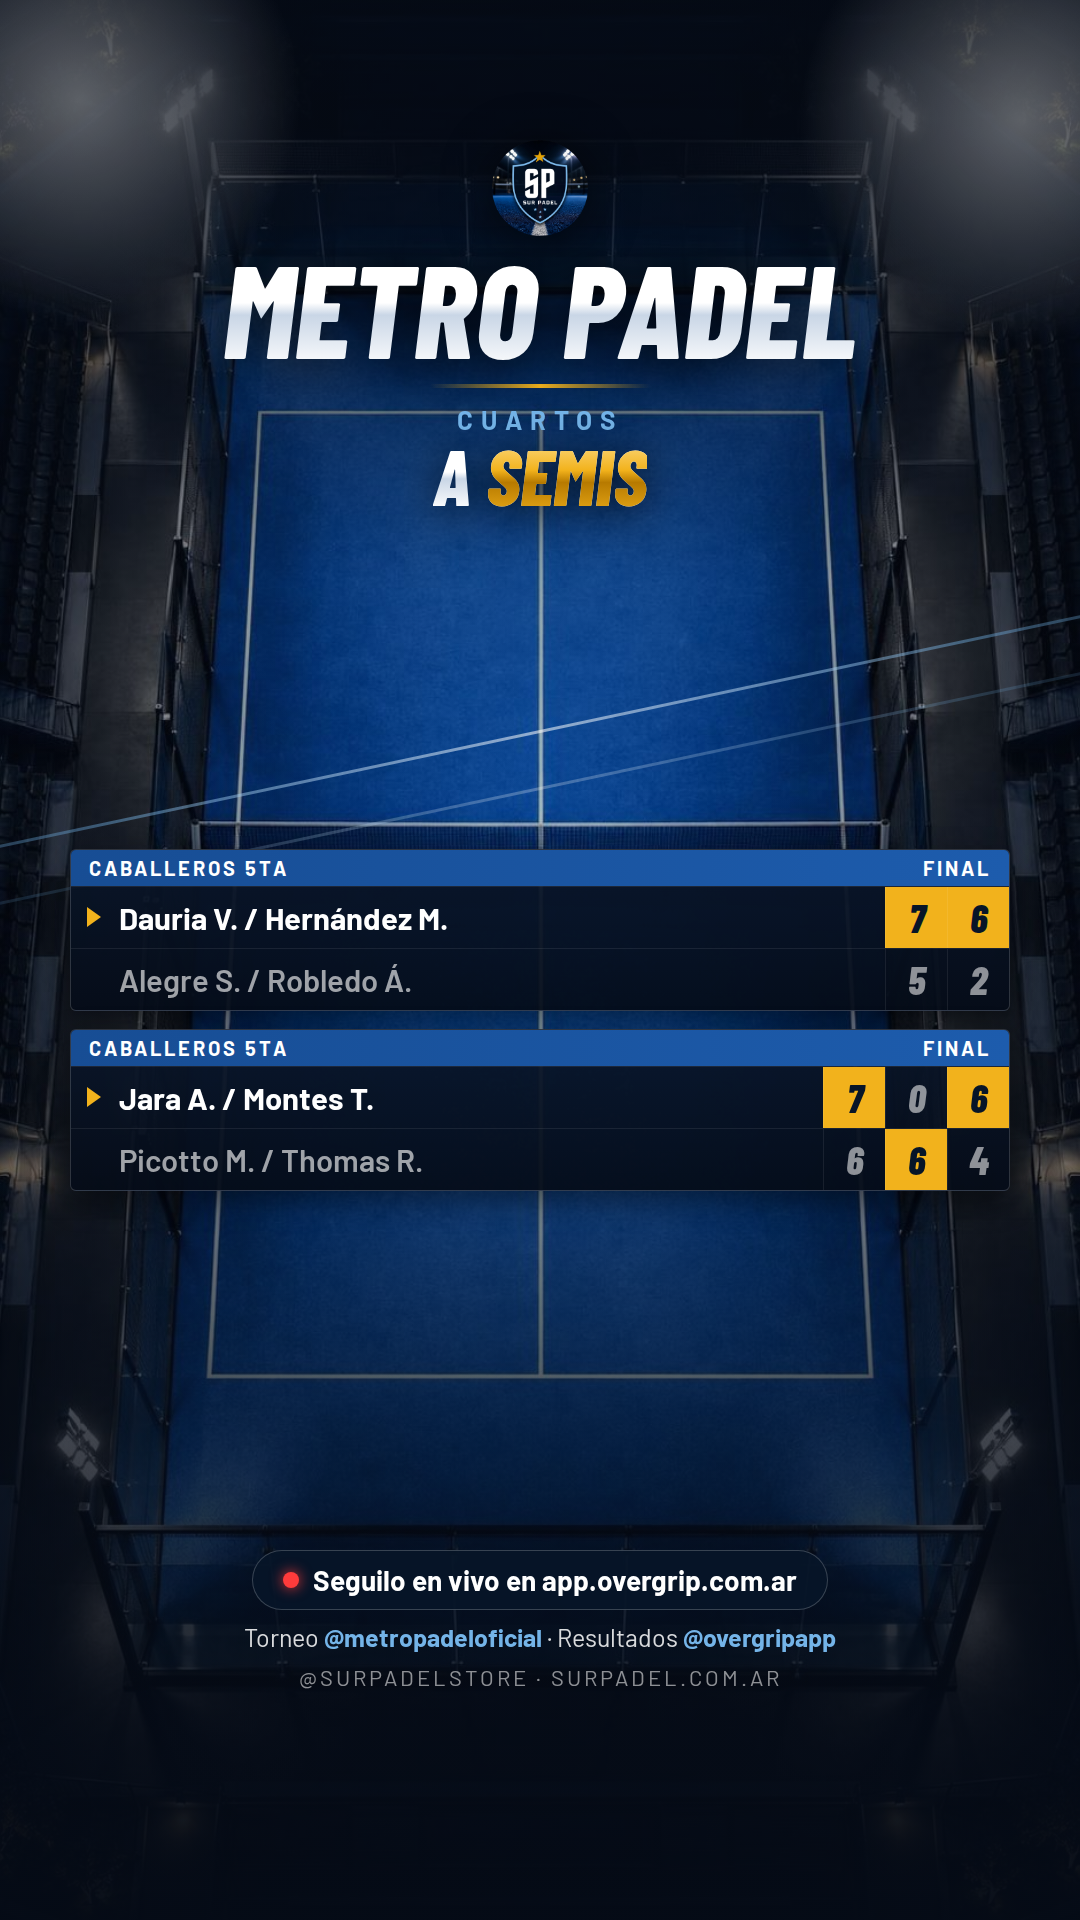 SP
SUR PADEL
METRO PADEL
CUARTOS
A SEMIS
CABALLEROS 5TA FINAL
Dauria V. / Hernández M. 7 6
Alegre S. / Robledo Á. 5 2
CABALLEROS 5TA FINAL
Jara A. / Montes T. 7 0 6
Picotto M. / Thomas R. 6 6 4
Seguilo en vivo en app.overgrip.com.ar
Torneo @metropadeloficial · Resultados @overgripapp
@SURPADELSTORE · SURPADEL.COM.AR